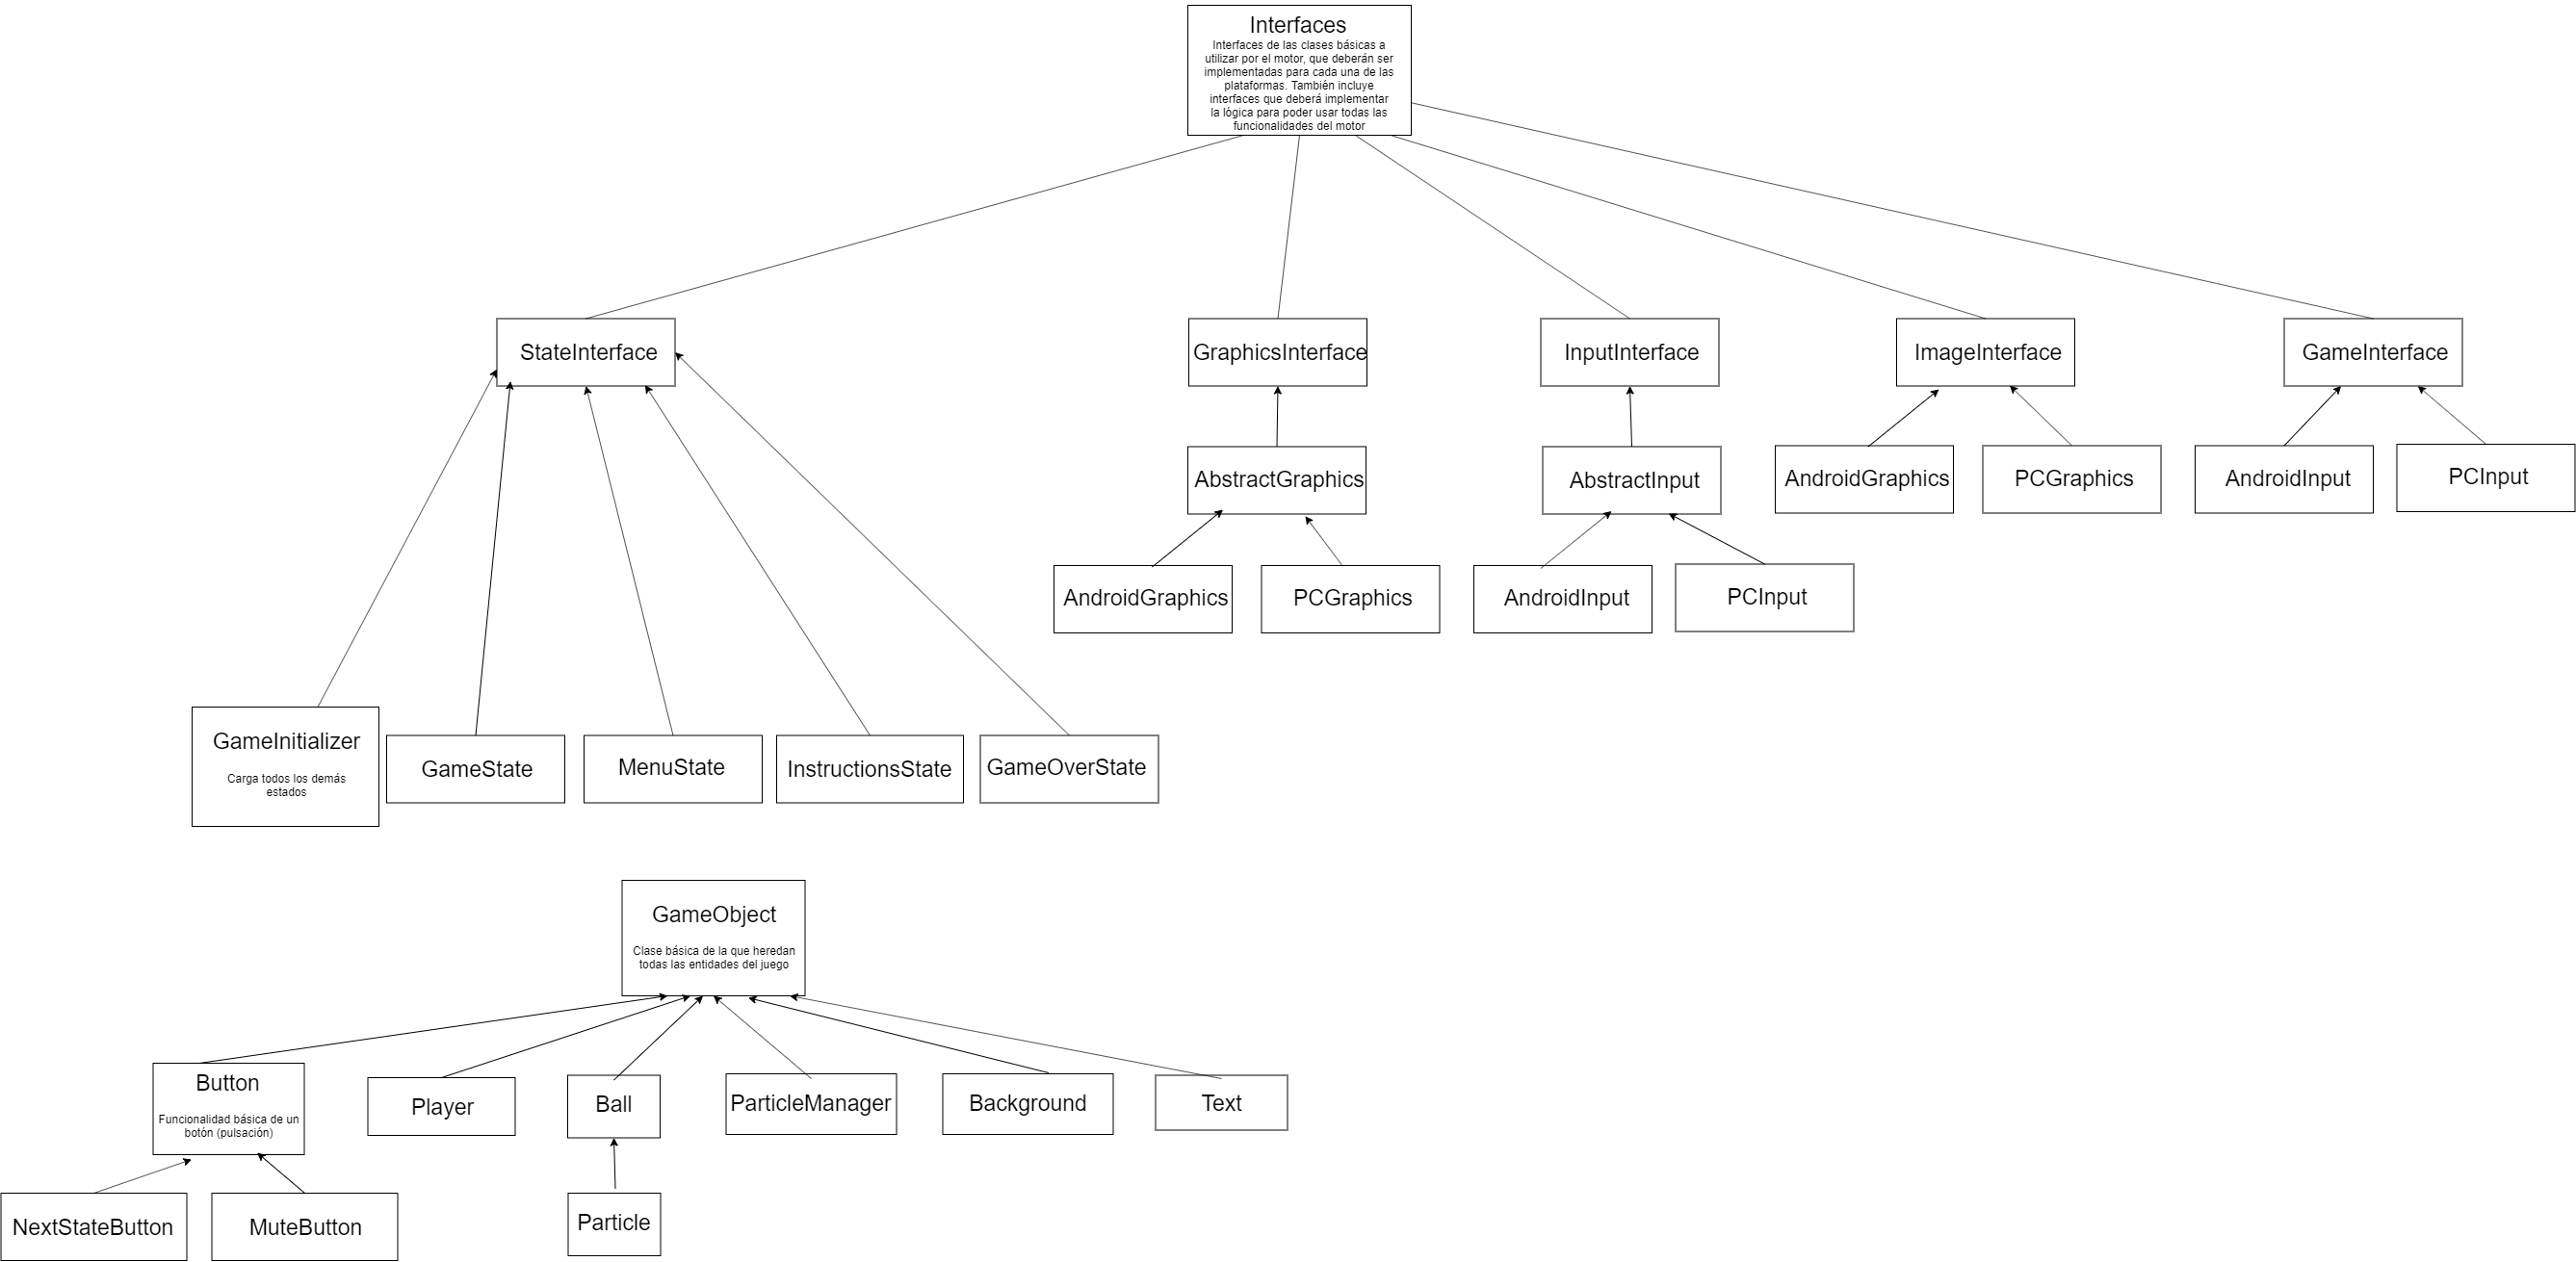 Interfaces
Interfaces de las clases básicas a
utilizar por el motor, que deberán ser
implementadas para cada una de las
plataformas. También incluye
interfaces que deberá implementar
la lógica para poder usar todas las
funcionalidades del motor
StateInterface
GraphicsInterface
InputInterface
ImageInterface
GameInterface
AbstractGraphics
AbstractInput
AndroidGraphics
PCGraphics
AndroidInput
PCInput
AndroidGraphics
PCGraphics
AndroidInput
PCInput
GameInitializer
Carga todos los demás
estados
GameState
MenuState
InstructionsState
GameOverState
GameObject
Clase básica de la que heredan
todas las entidades del juego
Button
Funcionalidad básica de un
botón (pulsación)
Player
Ball
ParticleManager
Background
Text
NextStateButton
MuteButton
Particle